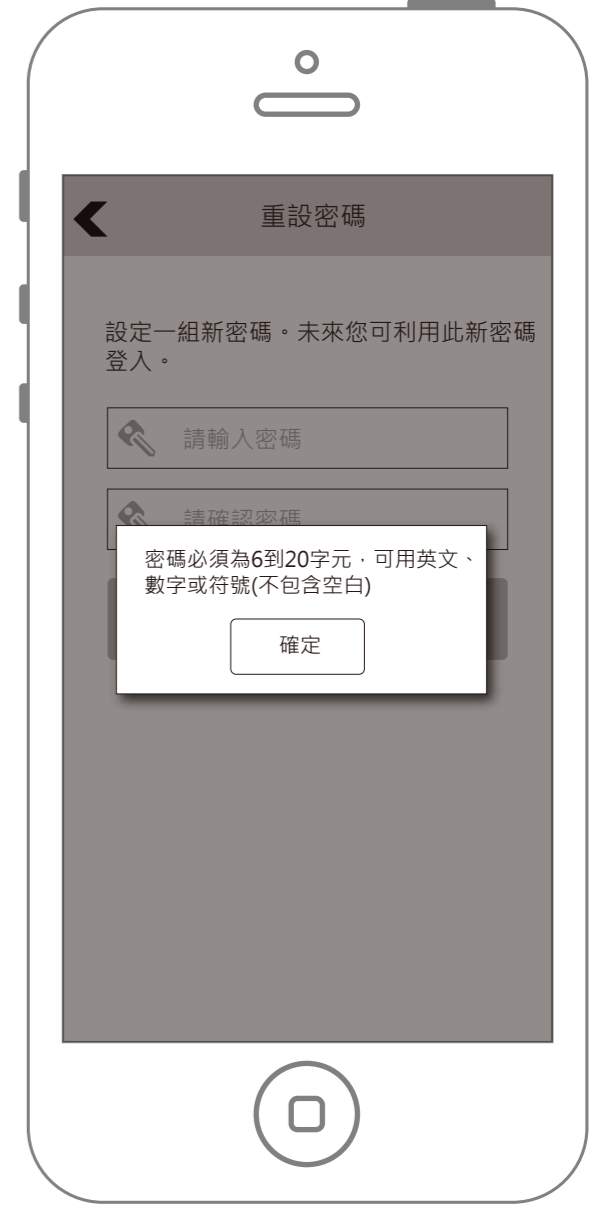 重設密碼
設定一組新密碼。未來您可利用此新密碼
登入。
請輸入密碼
請確認密碼
密碼必須為6到20字元，可用英文、
數字或符號(不包含空白)
確定